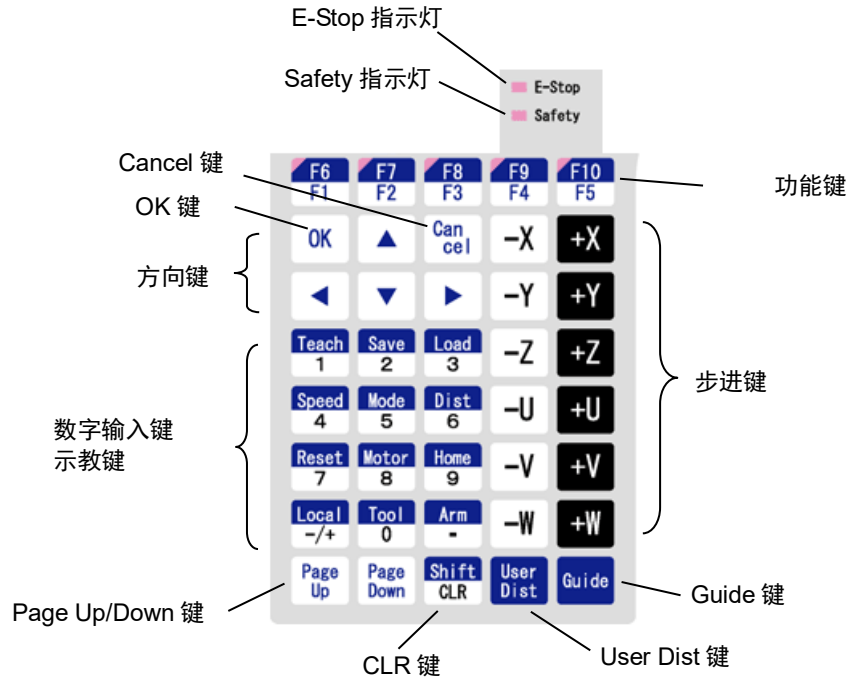 E-Stop 指示灯
Safety 指示灯
E-Stop
Safety
Cancel 键
OK 键
方向键
数字输入键
示教键
Page Up/Down 键
F6 F7 F8 F9 F10
F1 F2 F3 F4 F5
功能键
OK Can cel -X +X
-Y +Y
Teach Save Load
1 2 3 -Z +Z
步进键
Speed Mode Dist
4 5 6 -U +U
Reset Motor Home
7 8 9 -V +V
Local Tool Arm
-/+ 0 - -W +W
Page Page Shift User Guide
Up Down CLR Dist
Guide 键
User Dist 键
CLR 键